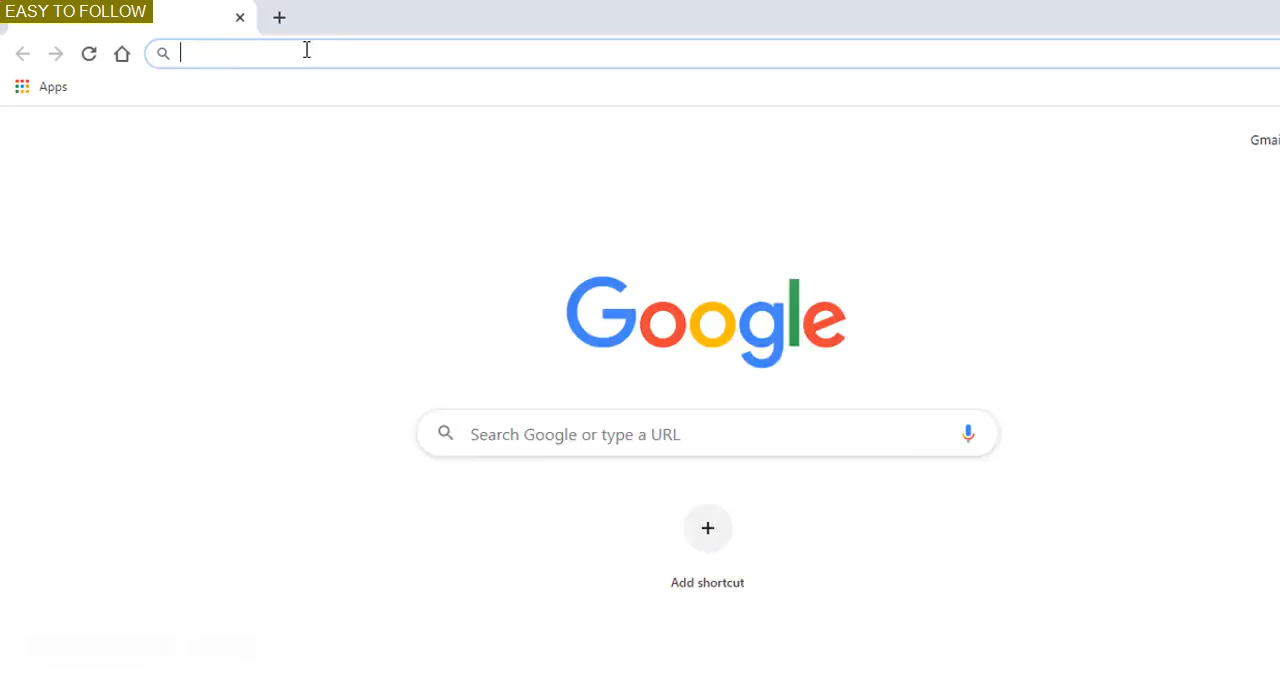 EASY TO FOLLOW
Apps
Gmai
Google
Search Google or type a URL
Add shortcut